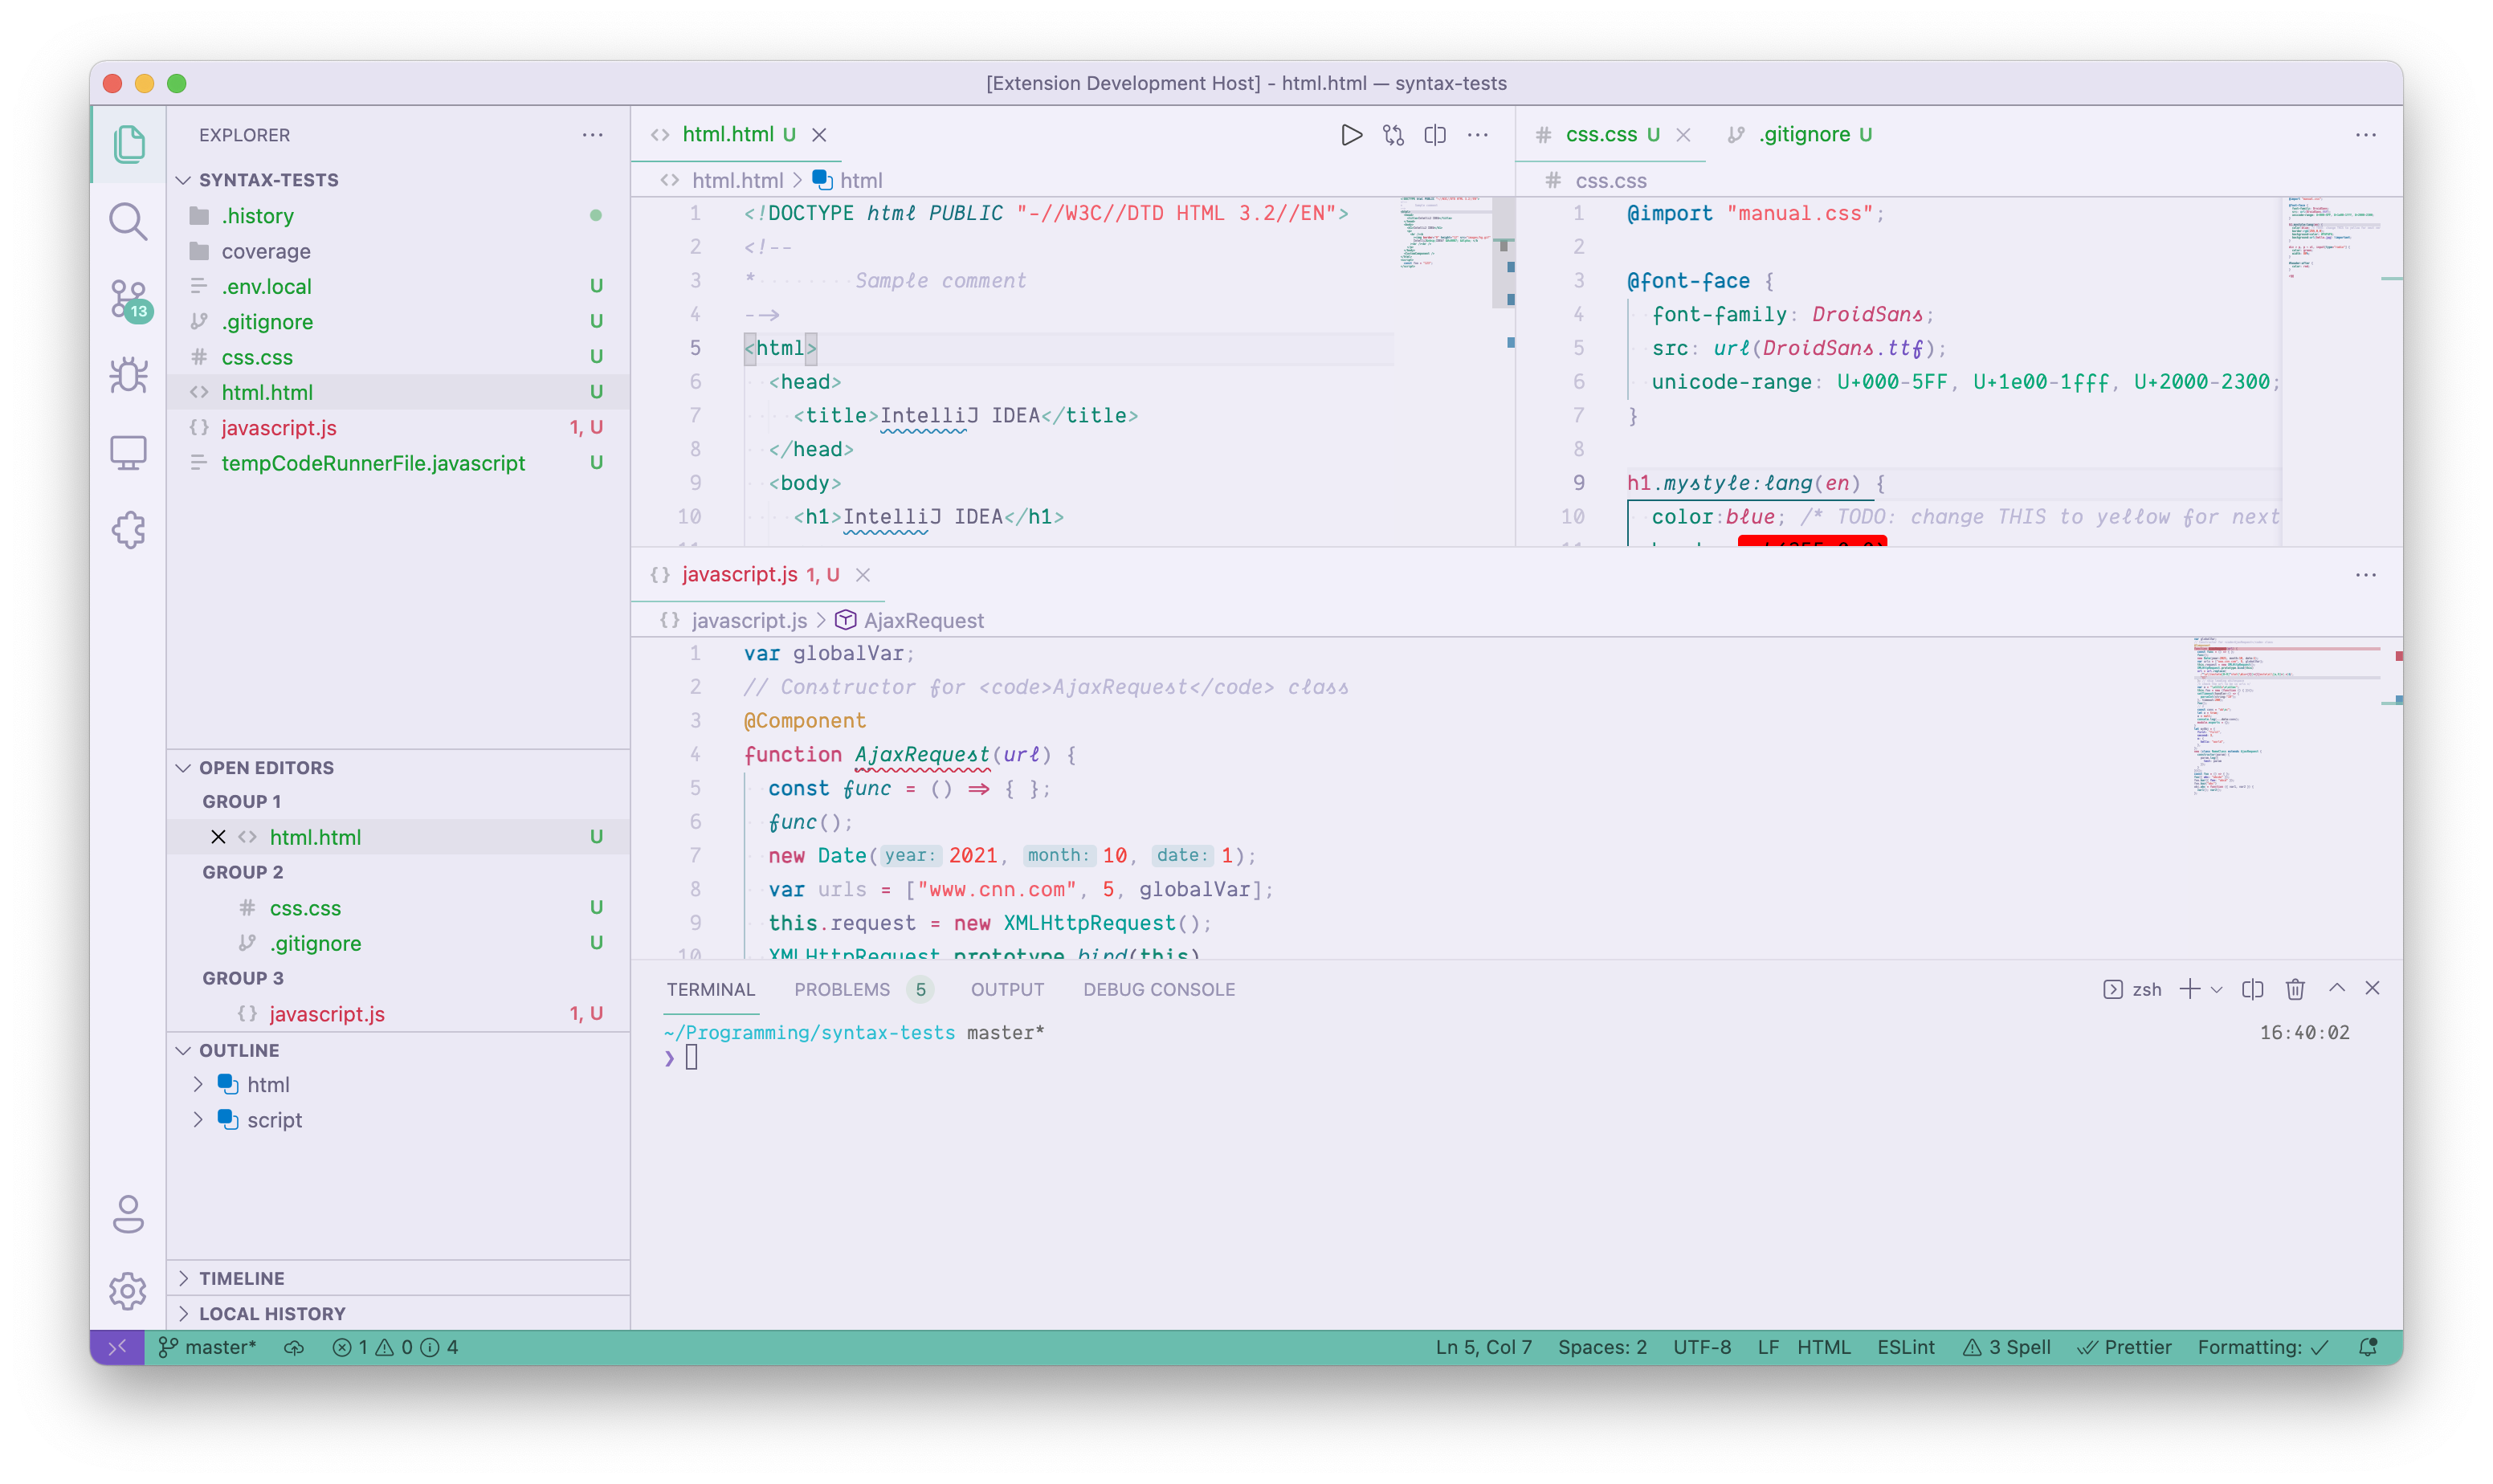 [Extension Development Host] - html.html — syntax-tests
EXPLORER
SYNTAX-TESTS
.history
coverage
.env.local U
.gitignore U
css.css U
html.html U
javascript.js 1, U
tempCodeRunnerFile.javascript U
13
OPEN EDITORS
GROUP 1
html.html U
GROUP 2
css.css U
.gitignore U
GROUP 3
javascript.js 1, U
OUTLINE
html
script
TIMELINE
LOCAL HISTORY
html.html U
html.html > html
1 <!DOCTYPE html PUBLIC "-//W3C//DTD HTML 3.2//EN">
2 <!--
3 *········Sample comment
4 -->
5 <html>
6 <head>
7 <title>IntelliJ IDEA</title>
8 </head>
9 <body>
10 <h1>IntelliJ IDEA</h1>
11
css.css U .gitignore U
# css.css
1 @import "manual.css";
2
3 @font-face {
4 font-family: DroidSans;
5 src: url(DroidSans.ttf);
6 unicode-range: U+000-5FF, U+1e00-1fff, U+2000-2300;
7 }
8
9 h1.mystyle:lang(en) {
10 color:blue; /* TODO: change THIS to yellow for next
11
javascript.js 1, U
javascript.js > AjaxRequest
1 var globalVar;
2 // Constructor for <code>AjaxRequest</code> class
3 @Component
4 function AjaxRequest(url) {
5 const func = () => { };
6 func();
7 new Date(year: 2021, month: 10, date: 1);
8 var urls = ["www.cnn.com", 5, globalVar];
9 this.request = new XMLHttpRequest();
10 XMLHttpRequest.prototype.bind(this)
TERMINAL PROBLEMS 5 OUTPUT DEBUG CONSOLE zsh
~/Programming/syntax-tests master* 16:40:02
❯
master* 1 0 4 Ln 5, Col 7 Spaces: 2 UTF-8 LF HTML ESLint 3 Spell Prettier Formatting: ✓